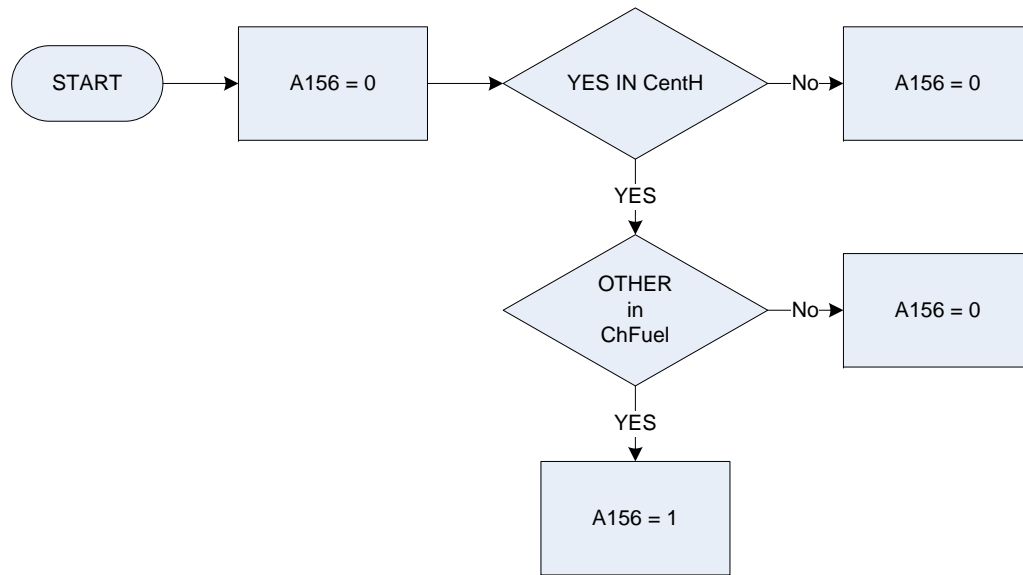 START
A156 = 0
YES IN CentH
No
A156 = 0
YES
OTHER
in
ChFuel
No
A156 = 0
YES
A156 = 1